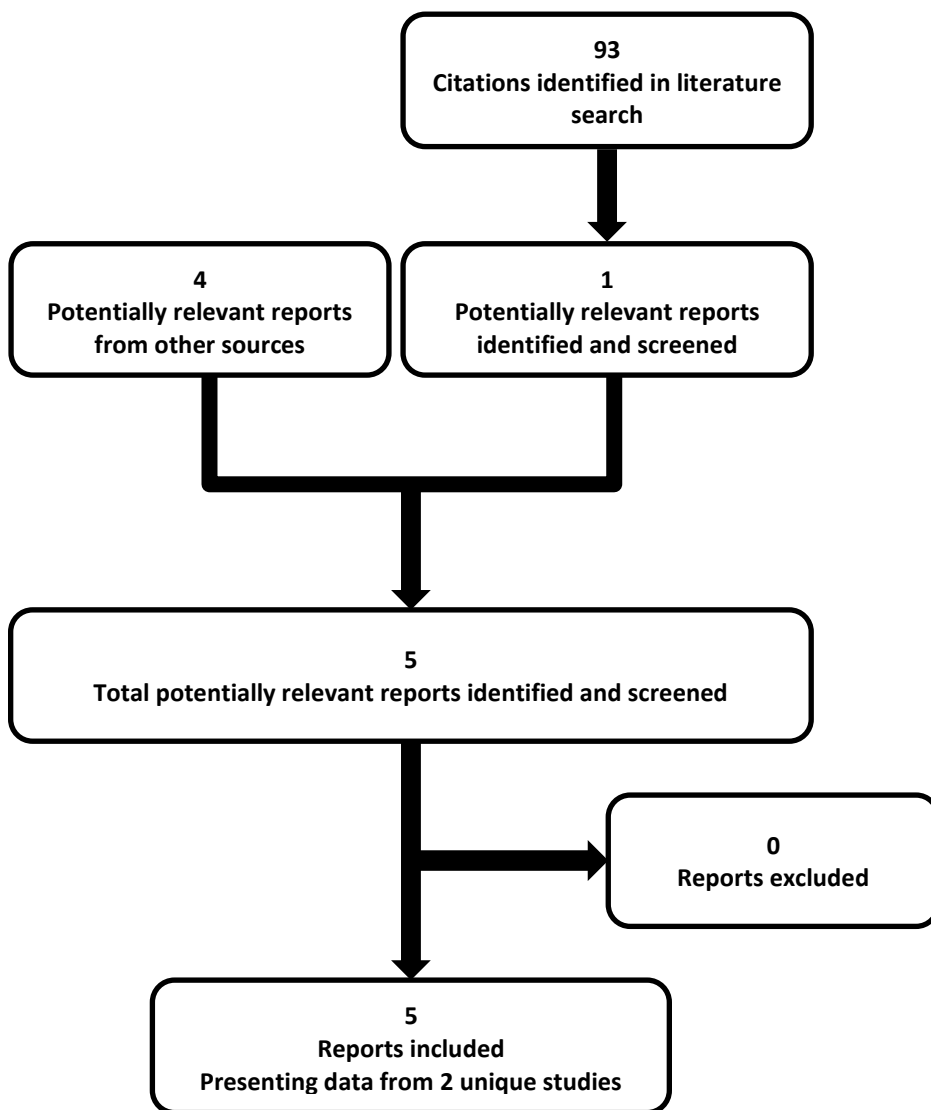 93
Citations identified in literature
search
4
Potentially relevant reports
from other sources
1
Potentially relevant reports
identified and screened
5
Total potentially relevant reports identified and screened
0
Reports excluded
5
Reports included
Presenting data from 2 unique studies